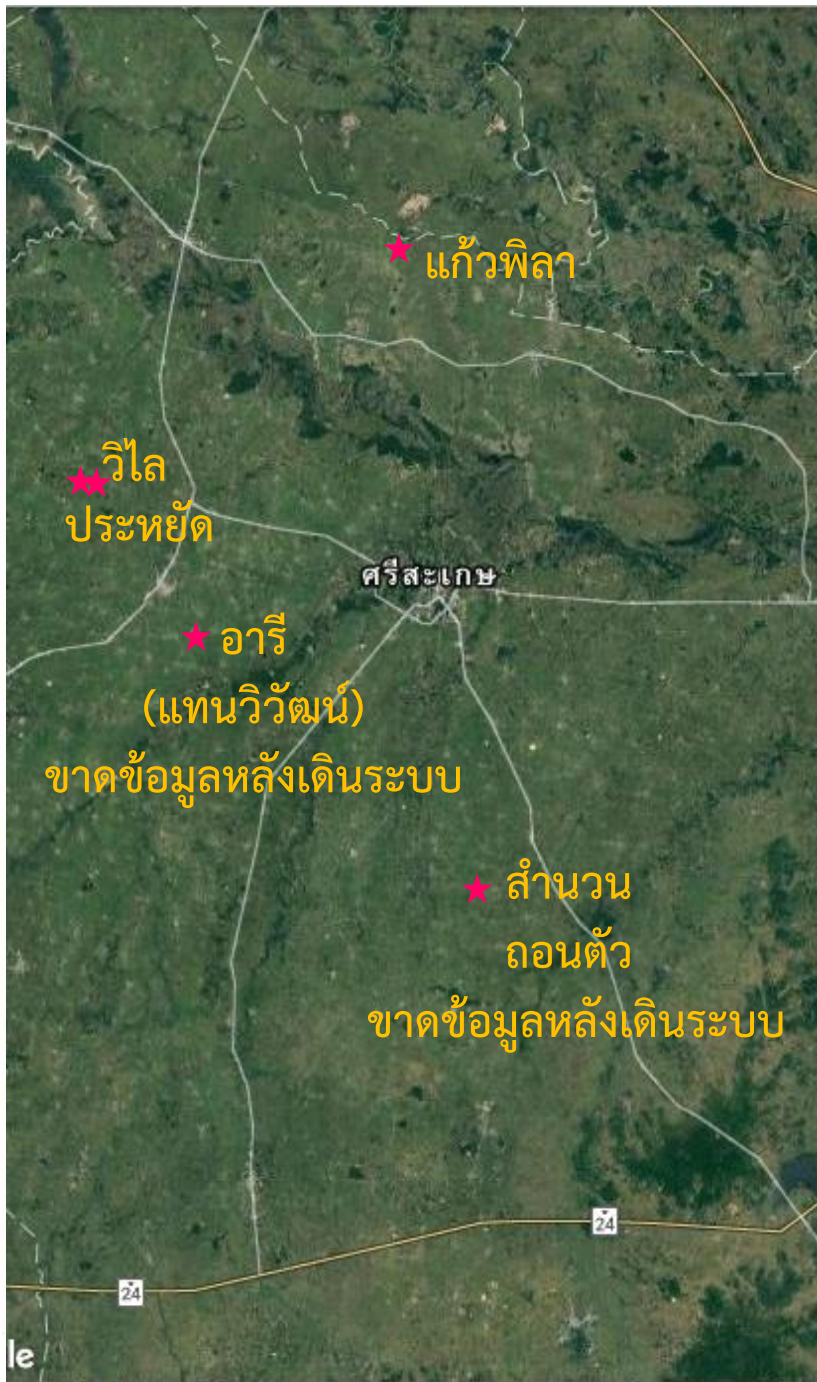 แก้วพิลา
วิไล
ประหยัด
ศรีสะเกษ
อารี
(แทนวิวัฒน์)
ขาดข้อมูลหลังเดินระบบ
สำนวน
ถอนตัว
ขาดข้อมูลหลังเดินระบบ
24
24
le